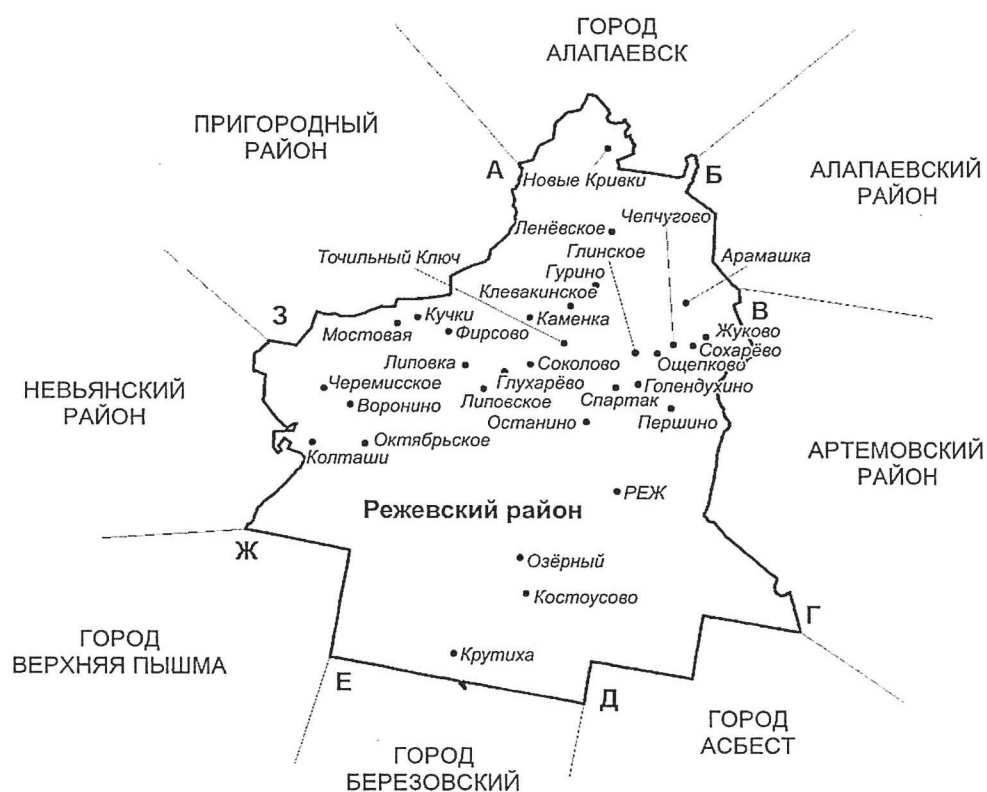 ГОРОД
АЛАПАЕВСК
ПРИГОРОДНЫЙ
РАЙОН
А
Б
АЛАПАЕВСКИЙ
РАЙОН
Новые Кривки
Чепчугово
Ленёвское
Глинское
Точильный Ключ
Арамашка
Гурино
Клевакинское
З
В
Кучки
Каменка
Мостовая
Фирсово
Жуково
Сохарёво
Ощепково
Липовка
Соколово
НЕВЬЯНСКИЙ
РАЙОН
Черемисское
Глухарёво
Голендухино
Липовское
Спартак
Воронино
Останино
Першино
Октябрьское
Колташи
АРТЕМОВСКИЙ
РАЙОН
РЕЖ
Режевский район
Ж
Озёрный
Костоусово
Г
ГОРОД
ВЕРХНЯЯ ПЫШМА
Крутиха
Е
Д
ГОРОД
АСБЕСТ
ГОРОД
БЕРЕЗОВСКИЙ